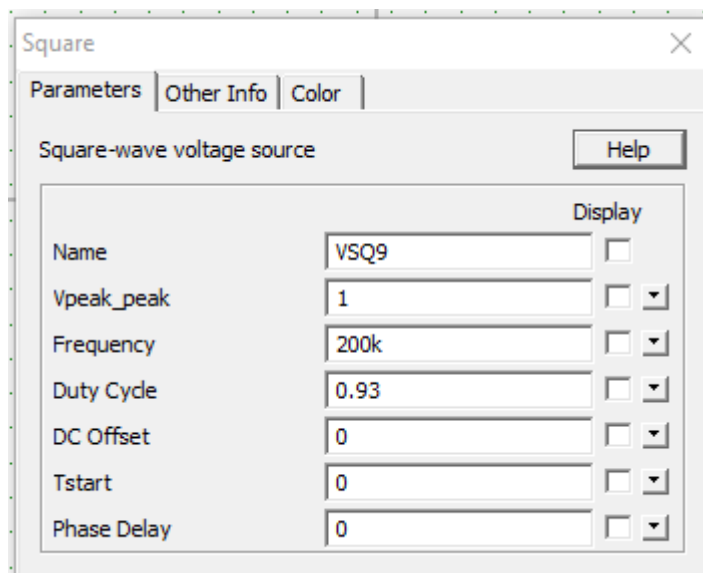 Square
Parameters Other Info Color
Square-wave voltage source Help
Display
Name VSQ9
Vpeak_peak 1
Frequency 200k
Duty Cycle 0.93
DC Offset 0
Tstart 0
Phase Delay 0